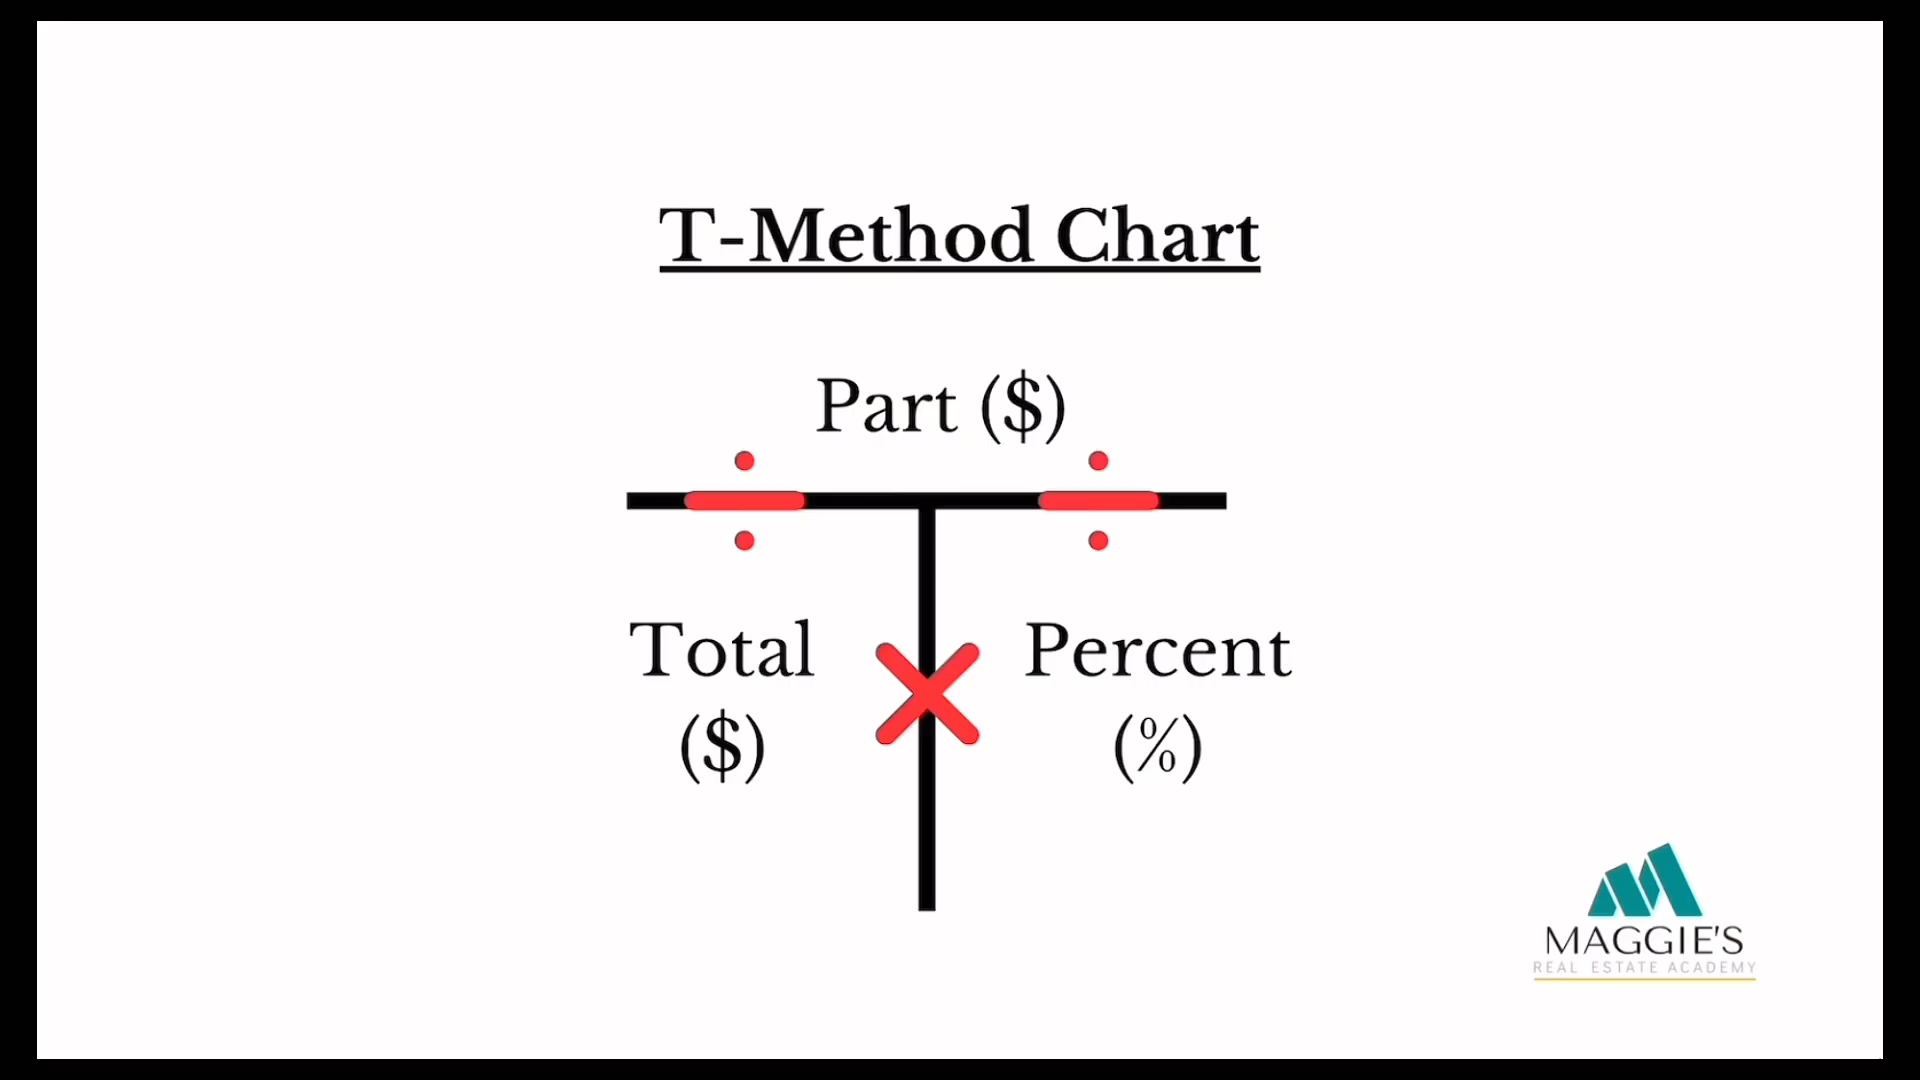 T-Method Chart
Part ($)
Total
($)
Percent
(%)
MAGGIE'S
REAL ESTATE ACADEMY